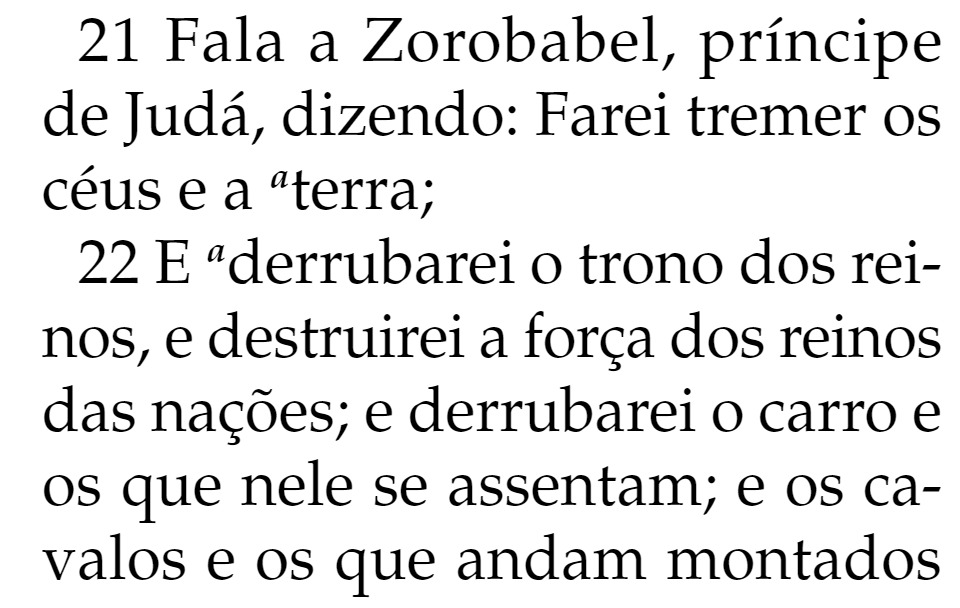 21 Fala a Zorobabel, príncipe
de Judá, dizendo: Farei tremer os
céus e a ᵃterra;
22 E ᵃderrubarei o trono dos rei-
nos, e destruirei a força dos reinos
das nações; e derrubarei o carro e
os que nele se assentam; e os ca-
valos e os que andam montados